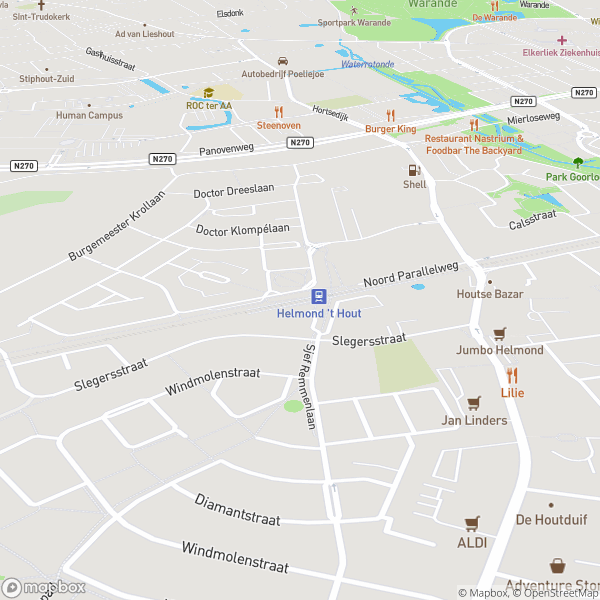 Warande
Warande
Elsdonk
Sint-Trudokerk
Sportpark Warande
De Warande
Ad van Lieshout
Elkerliek Ziekenhuis
Gasthuisstraat
Waterrotonde
Stiphout-Zuid
Autobedrijf Poeliejoe
ROC ter AA
N270
N270
Human Campus
Hortsedijk
Steenoven
Burger King
Mierloseweg
Restaurant Nastrium &
Foodbar The Backyard
N270
Panovenweg
N270
N270
Park Goorlo
Doctor Dreeslaan
Shell
Burgemeester Krollaan
Calsstraat
Doctor Klompélaan
Noord Parallelweg
Houtse Bazar
Helmond 't Hout
Slegersstraat
Jumbo Helmond
Slegersstraat
Windmolenstraat
Sjef Remmenlaan
Lilie
Jan Linders
Diamantstraat
De Houtduif
ALDI
Windmolenstraat
Adventure Stor
mapbox
© Mapbox, © OpenStreetMap